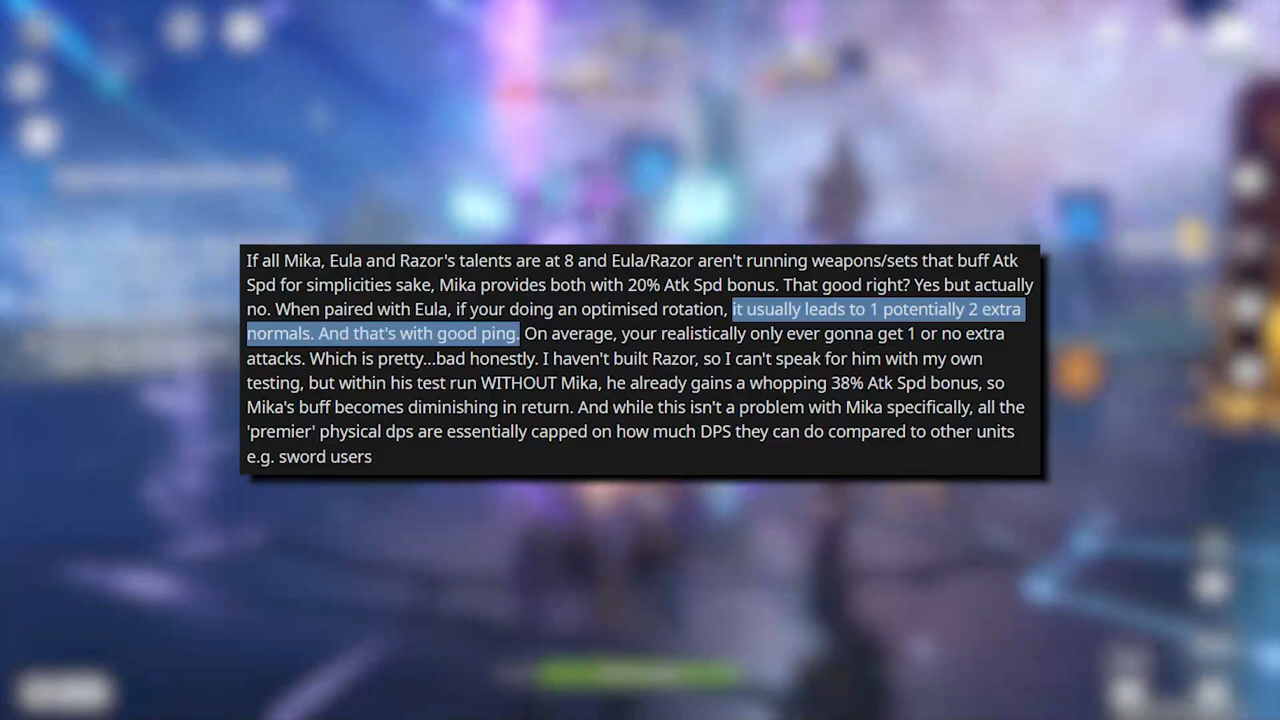 If all Mika, Eula and Razor's talents are at 8 and Eula/Razor aren't running weapons/sets that buff Atk
Spd for simplicities sake, Mika provides both with 20% Atk Spd bonus. That good right? Yes but actually
no. When paired with Eula, if your doing an optimised rotation, it usually leads to 1 potentially 2 extra
normals. And that's with good ping. On average, your realistically only ever gonna get 1 or no extra
attacks. Which is pretty...bad honestly. I haven't built Razor, so I can't speak for him with my own
testing, but within his test run WITHOUT Mika, he already gains a whopping 38% Atk Spd bonus, so
Mika's buff becomes diminishing in return. And while this isn't a problem with Mika specifically, all the
'premier' physical dps are essentially capped on how much DPS they can do compared to other units
e.g. sword users